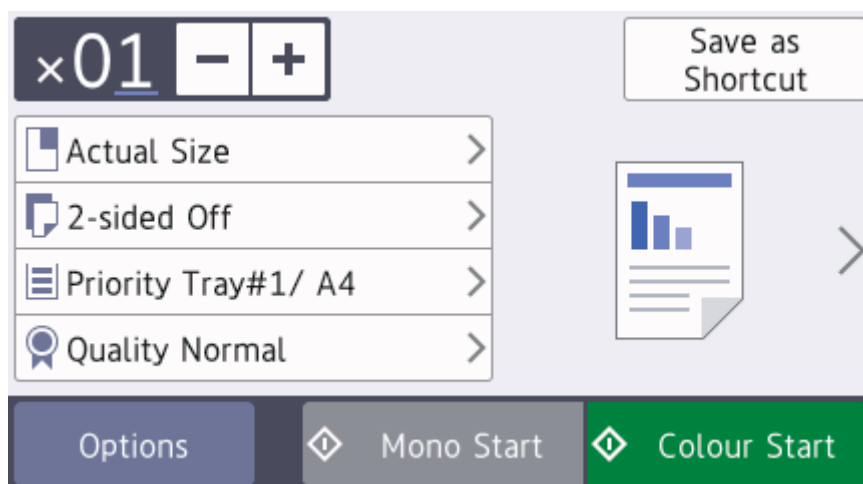 ×01 - +
Save as
Shortcut
Actual Size
2-sided Off
Priority Tray#1/ A4
Quality Normal
Options
Mono Start
Colour Start